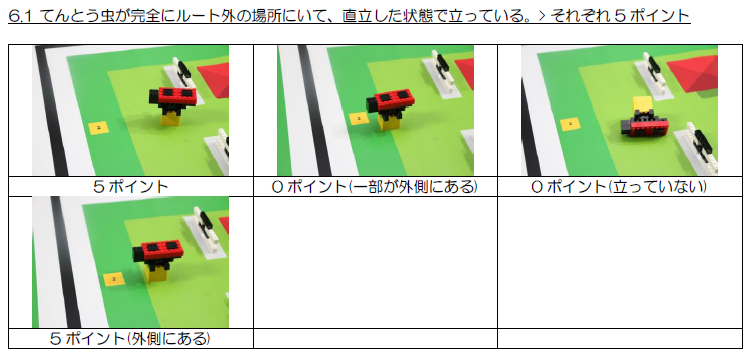 6.1 てんとう虫が完全にルート外の場所にいて、直立した状態で立っている。> それぞれ５ポイント
５ポイント
０ポイント(一部が外側にある)
０ポイント(立っていない)
５ポイント(外側にある)